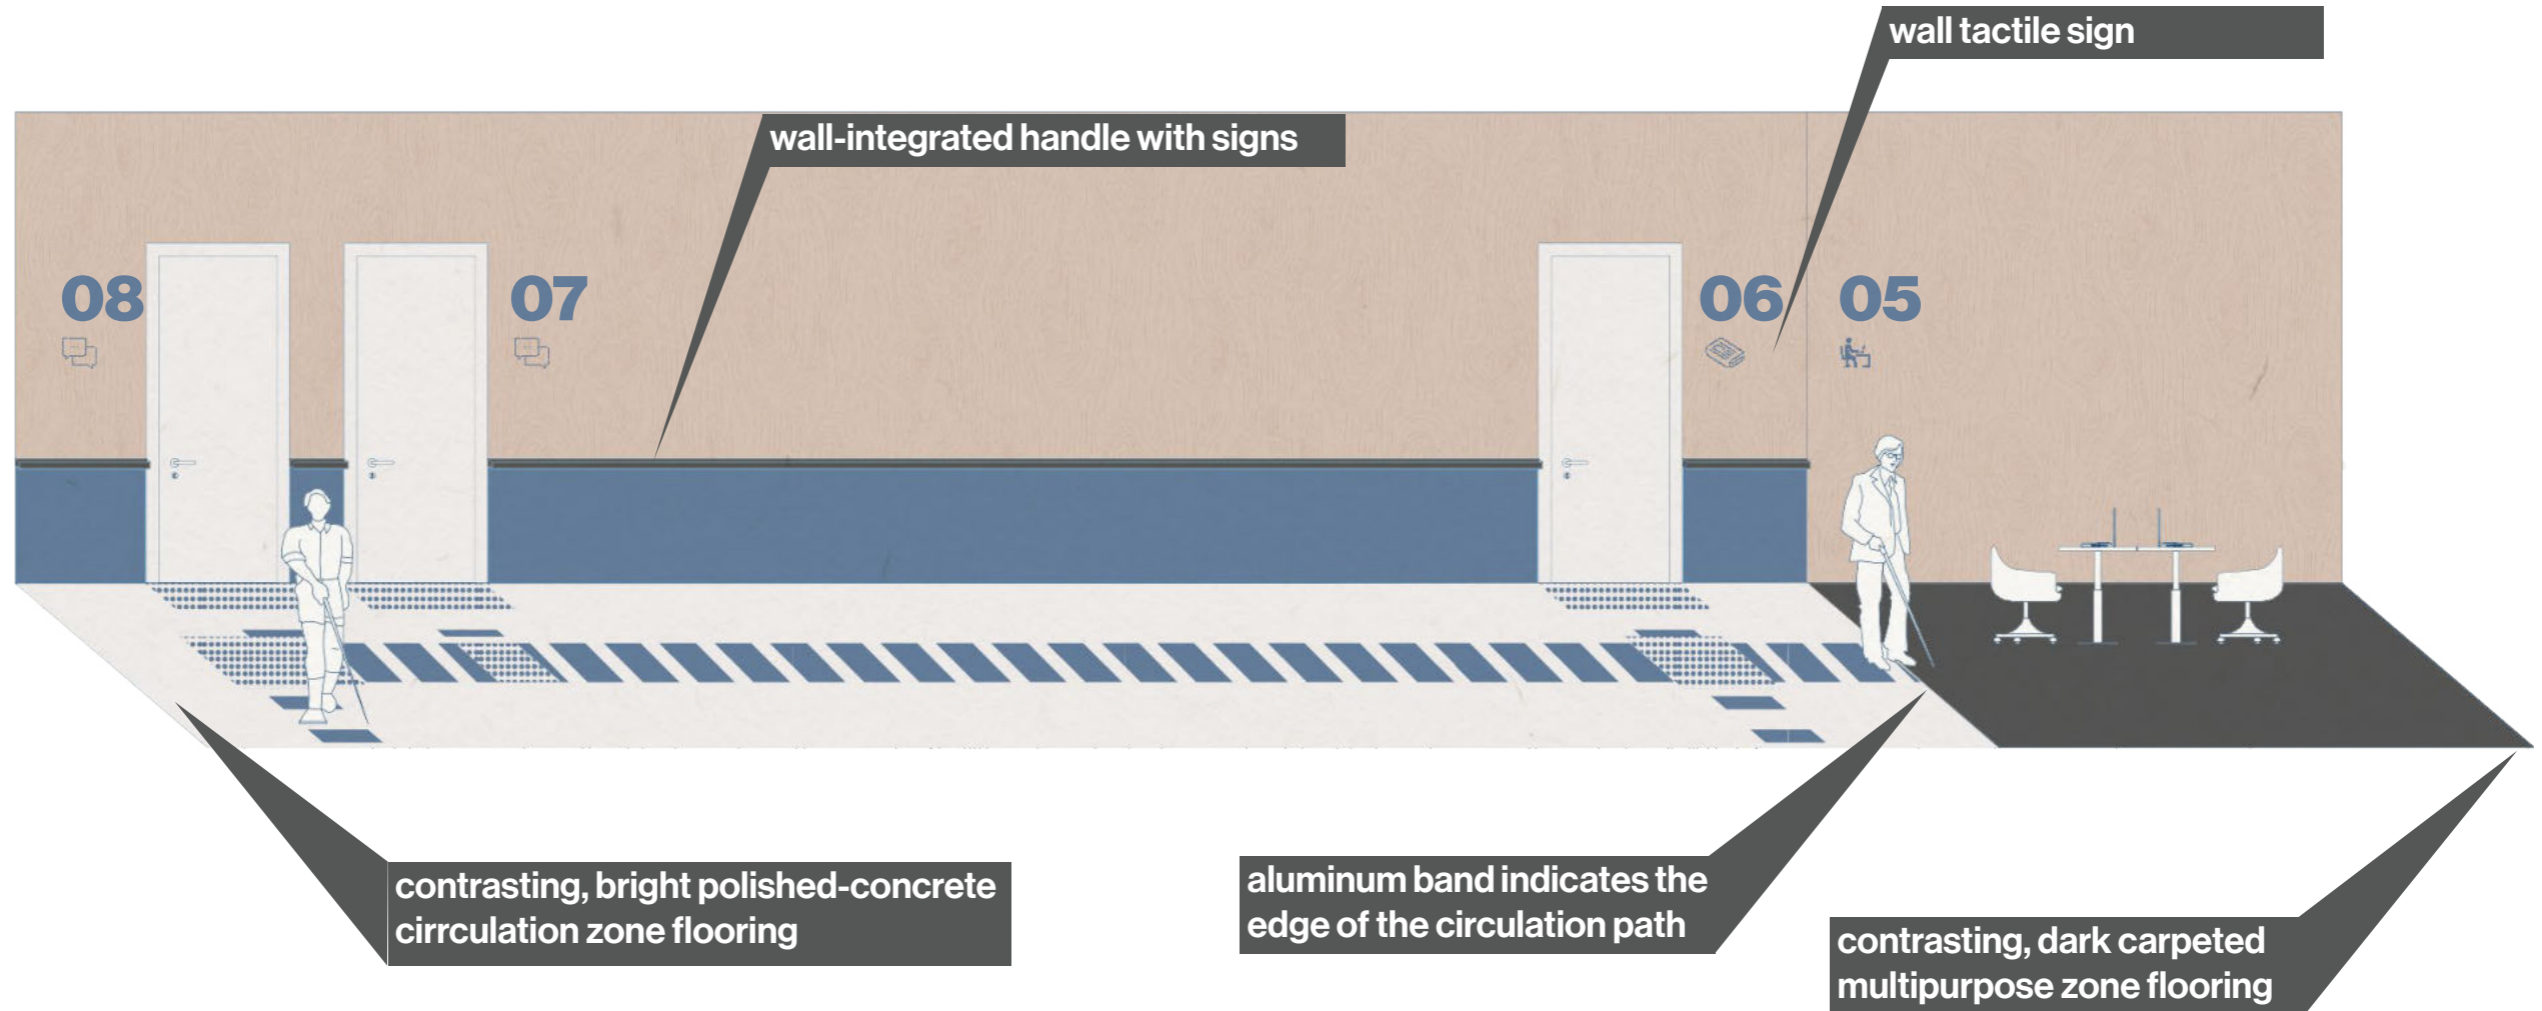 wall tactile sign
wall-integrated handle with signs
08
07
06
05
contrasting, bright polished-concrete
cirrculation zone flooring
aluminum band indicates the
edge of the circulation path
contrasting, dark carpeted
multipurpose zone flooring